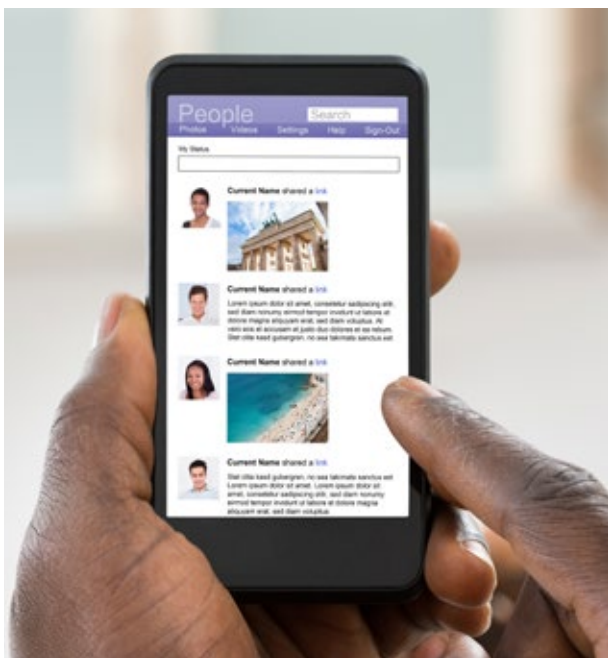 People
Search
Photos Videos Settings Help Sign-Out
My Status
Current Name shared a link
Current Name shared a link
Lorem ipsum dolor sit amet, consetetur sadipscing elitr,
sed diam nonumy eirmod tempor invidunt ut labore et
dolore magna aliquyam erat, sed diam voluptua. At
vero eos et accusam et justo duo dolores et ea rebum.
Stet clita kasd gubergren, no sea takimata sanctus est
Current Name shared a link
Current Name shared a link
Stet clita kasd gubergren, no sea takimata sanctus est
Lorem ipsum dolor sit amet. Lorem ipsum dolor sit
amet, consetetur sadipscing elitr, sed diam nonumy
eirmod tempor invidunt ut labore et dolore magna
aliquyam erat, sed diam voluptua